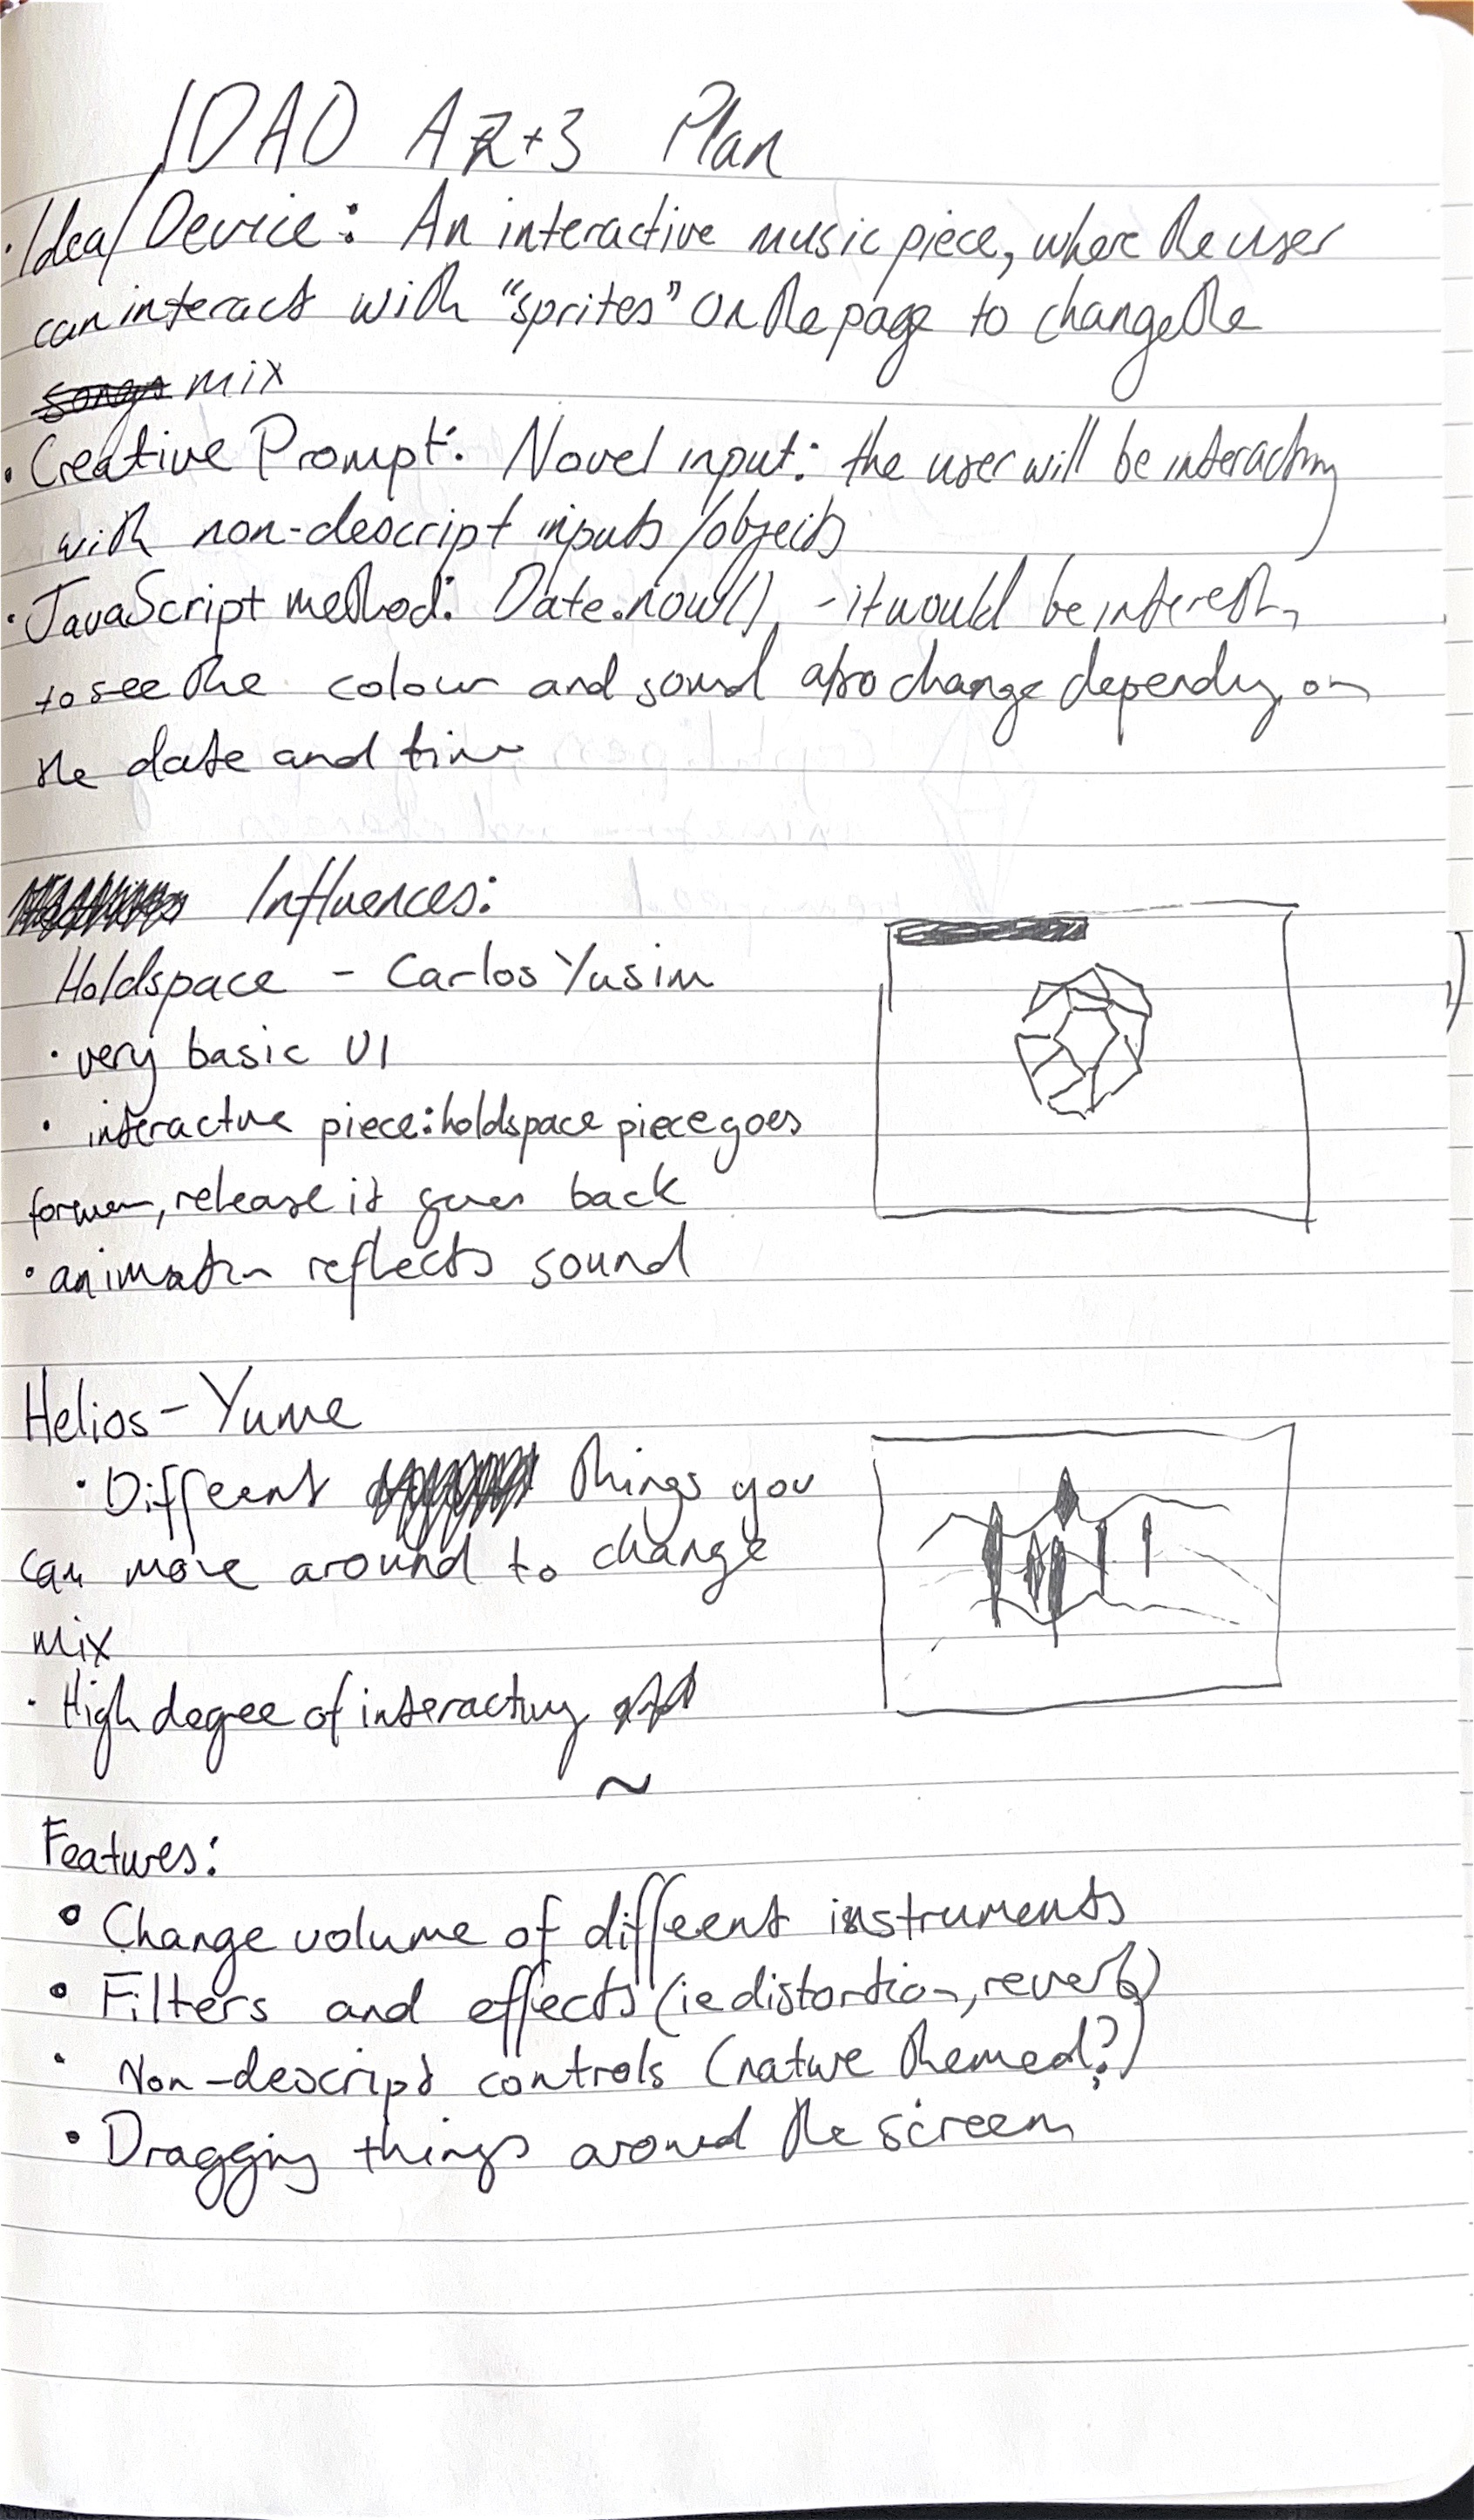 IDAO A2+3 Plan
· Idea/Device: An interactive music piece, where the user
can interact with "sprites" on the page to change the
songs mix
· Creative Prompt: Novel input: the user will be interacting
with non-descript inputs/objects
· JavaScript method: Date.now() - it would be interesting
to see the colour and sound also change depending on
the date and time
Influences:
Holdspace - Carlos Yusim
· very basic UI
· interactive piece: holdspace piece goes
forward, release it goes back
· animation reflects sound
Helios - Yume
· Different things you
can move around to change
mix
· High degree of
~
Features:
• Change volume of different instruments
• Filters and effects (ie distortion, reverb)
· Non-descript controls (nature themed?)
• Dragging things around the screen